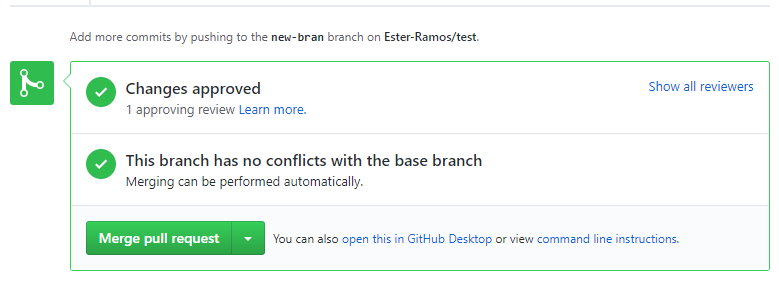 Add more commits by pushing to the new-bran branch on Ester-Ramos/test.
Changes approved
Show all reviewers
1 approving review Learn more.
This branch has no conflicts with the base branch
Merging can be performed automatically.
Merge pull request
You can also open this in GitHub Desktop or view command line instructions.